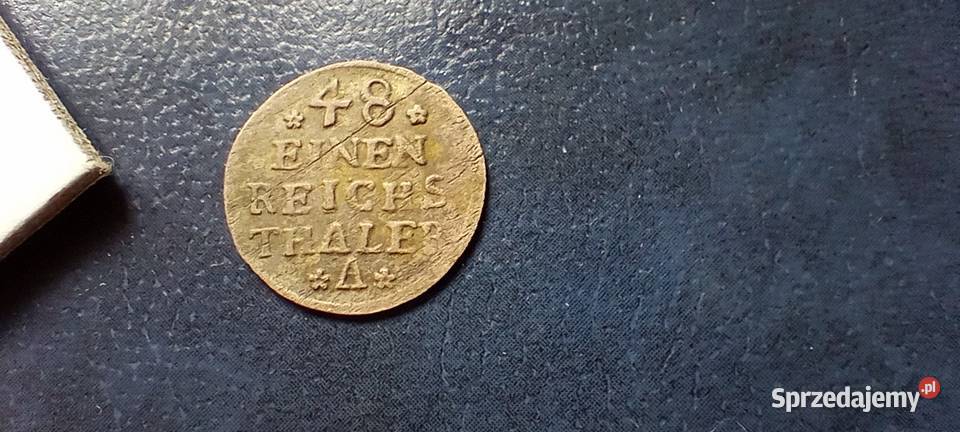 48
EINEN
REICHS
THALER
A
Sprzedajemy.pl